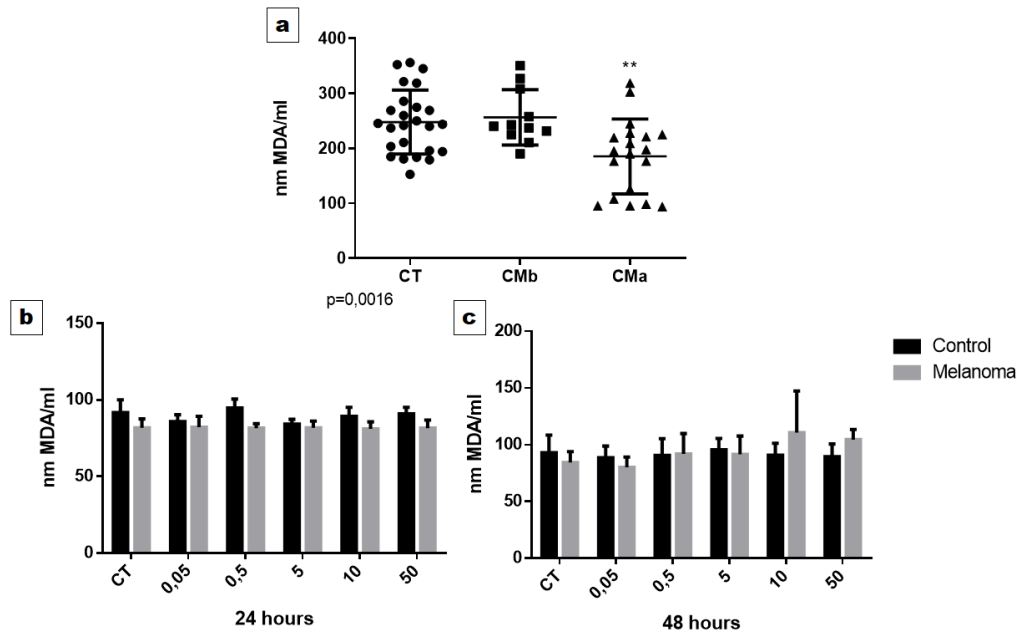 a
400
300
200
100
0
nm MDA/ml
**
CT CMb CMa
p=0,0016
b
150
100
50
0
nm MDA/ml
CT 0,05 0,5 5 10 50
24 hours
c
200
150
100
50
0
nm MDA/ml
CT 0,05 0,5 5 10 50
48 hours
Control
Melanoma